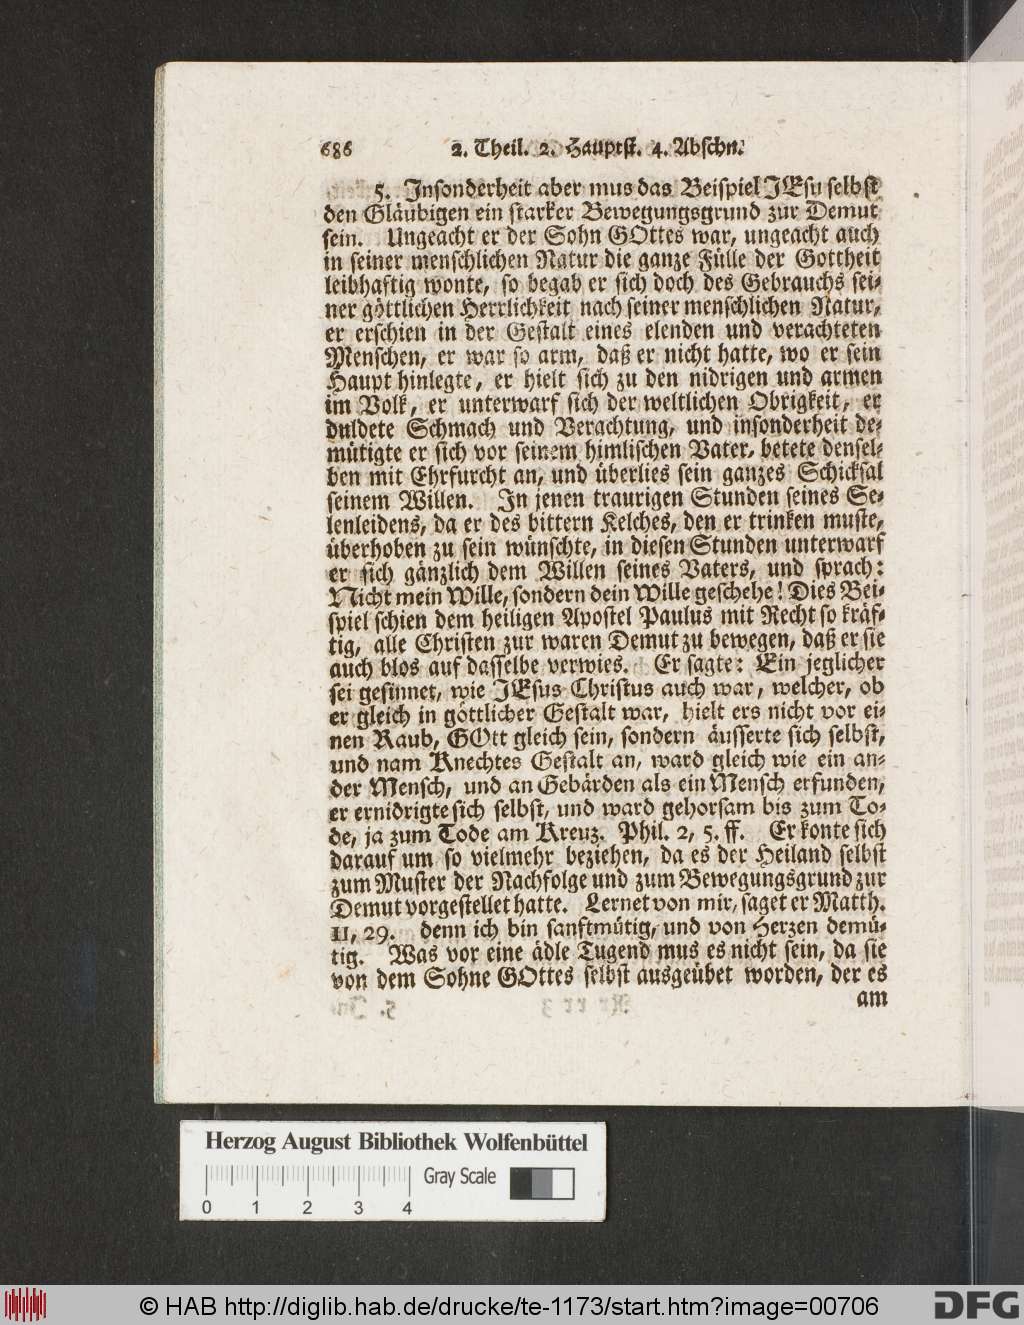 686 2. Theil. 2. Hauptst. 4. Abschn.
5. Insonderheit aber mus das Beispiel JEsu selbst
den Gläubigen ein starker Bewegungsgrund zur Demut
sein. Ungeacht er der Sohn GOttes war, ungeacht auch
in seiner menschlichen Natur die ganze Fülle der Gottheit
leibhaftig wonte, so begab er sich doch des Gebrauchs sei-
ner göttlichen Herrlichkeit nach seiner menschlichen Natur,
er erschien in der Gestalt eines elenden und verachteten
Menschen, er war so arm, daß er nicht hatte, wo er sein
Haupt hinlegte, er hielt sich zu den nidrigen und armen
im Volk, er unterwarf sich der weltlichen Obrigkeit, er
duldete Schmach und Verachtung, und insonderheit de-
mütigte er sich vor seinem himlischen Vater, betete densel-
ben mit Ehrfurcht an, und überlies sein ganzes Schicksal
seinem Willen. In jenen traurigen Stunden seines Se-
lenleidens, da er des bittern Kelches, den er trinken muste,
überhoben zu sein wünschte, in diesen Stunden unterwarf
er sich gänzlich dem Willen seines Vaters, und sprach:
Nicht mein Wille, sondern dein Wille geschehe! Dies Bei-
spiel schien dem heiligen Apostel Paulus mit Recht so kräf-
tig, alle Christen zur waren Demut zu bewegen, daß er sie
auch blos auf dasselbe verwies. Er sagte: Ein jeglicher
sei gesinnet, wie JEsus Christus auch war, welcher, ob
er gleich in göttlicher Gestalt war, hielt ers nicht vor ei-
nen Raub, GOtt gleich sein, sondern äusserte sich selbst,
und nam Knechtes Gestalt an, ward gleich wie ein an-
der Mensch, und an Gebärden als ein Mensch erfunden,
er ernidrigte sich selbst, und ward gehorsam bis zum To-
de, ja zum Tode am Kreuz. Phil. 2, 5. ff. Er konte sich
darauf um so vielmehr beziehen, da es der Heiland selbst
zum Muster der Nachfolge und zum Bewegungsgrund zur
Demut vorgestellet hatte. Lernet von mir, saget er Matth.
11, 29. denn ich bin sanftmütig, und von Herzen demü-
tig. Was vor eine ädle Tugend mus es nicht sein, da sie
von dem Sohne GOttes selbst ausgeübet worden, der es
am
Herzog August Bibliothek Wolfenbüttel
Gray Scale
0 1 2 3 4
© HAB http://diglib.hab.de/drucke/te-1173/start.htm?image=00706
DFG